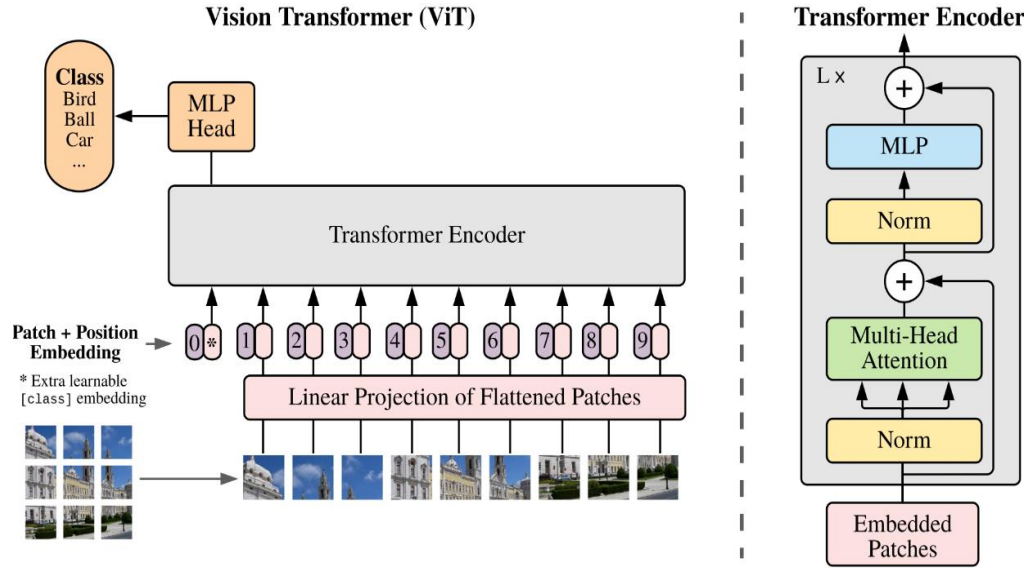 Vision Transformer (ViT)
Class
Bird
Ball
Car
...
MLP
Head
Transformer Encoder
Patch + Position
Embedding
0 *
1
2
3
4
5
6
7
8
9
* Extra learnable
[class] embedding
Linear Projection of Flattened Patches
Transformer Encoder
L x
+
MLP
Norm
+
Multi-Head
Attention
Norm
Embedded
Patches